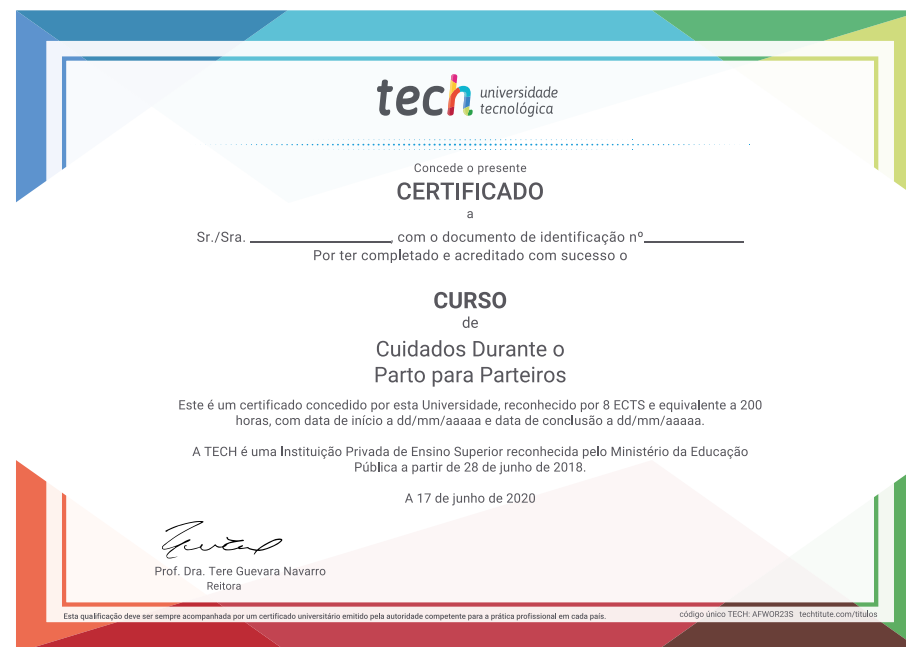 tech universidade
tecnológica
Concede o presente
CERTIFICADO
a
Sr./Sra. ____________________, com o documento de identificação nº______________
Por ter completado e acreditado com sucesso o
CURSO
de
Cuidados Durante o
Parto para Parteiros
Este é um certificado concedido por esta Universidade, reconhecido por 8 ECTS e equivalente a 200
horas, com data de início a dd/mm/aaaaa e data de conclusão a dd/mm/aaaaa.
A TECH é uma Instituição Privada de Ensino Superior reconhecida pelo Ministério da Educação
Pública a partir de 28 de junho de 2018.
A 17 de junho de 2020
Prof. Dra. Tere Guevara Navarro
Reitora
Esta qualificação deve ser sempre acompanhada por um certificado universitário emitido pela autoridade competente para a prática profissional em cada país.
código único TECH: AFWOR23S techtitute.com/titulos